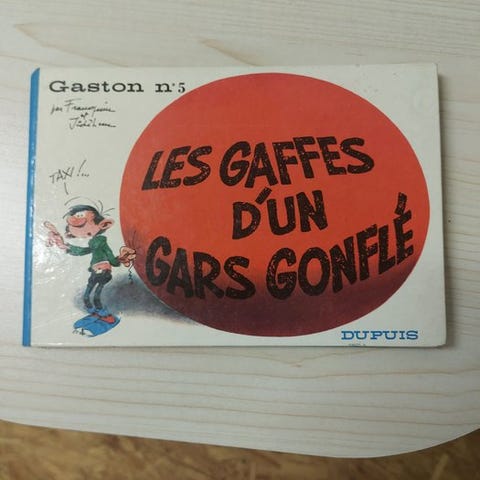 Gaston n°5
par Franquin
et
Jidéhem
TAXI !...
LES GAFFES
D'UN
GARS GONFLÉ
DUPUIS